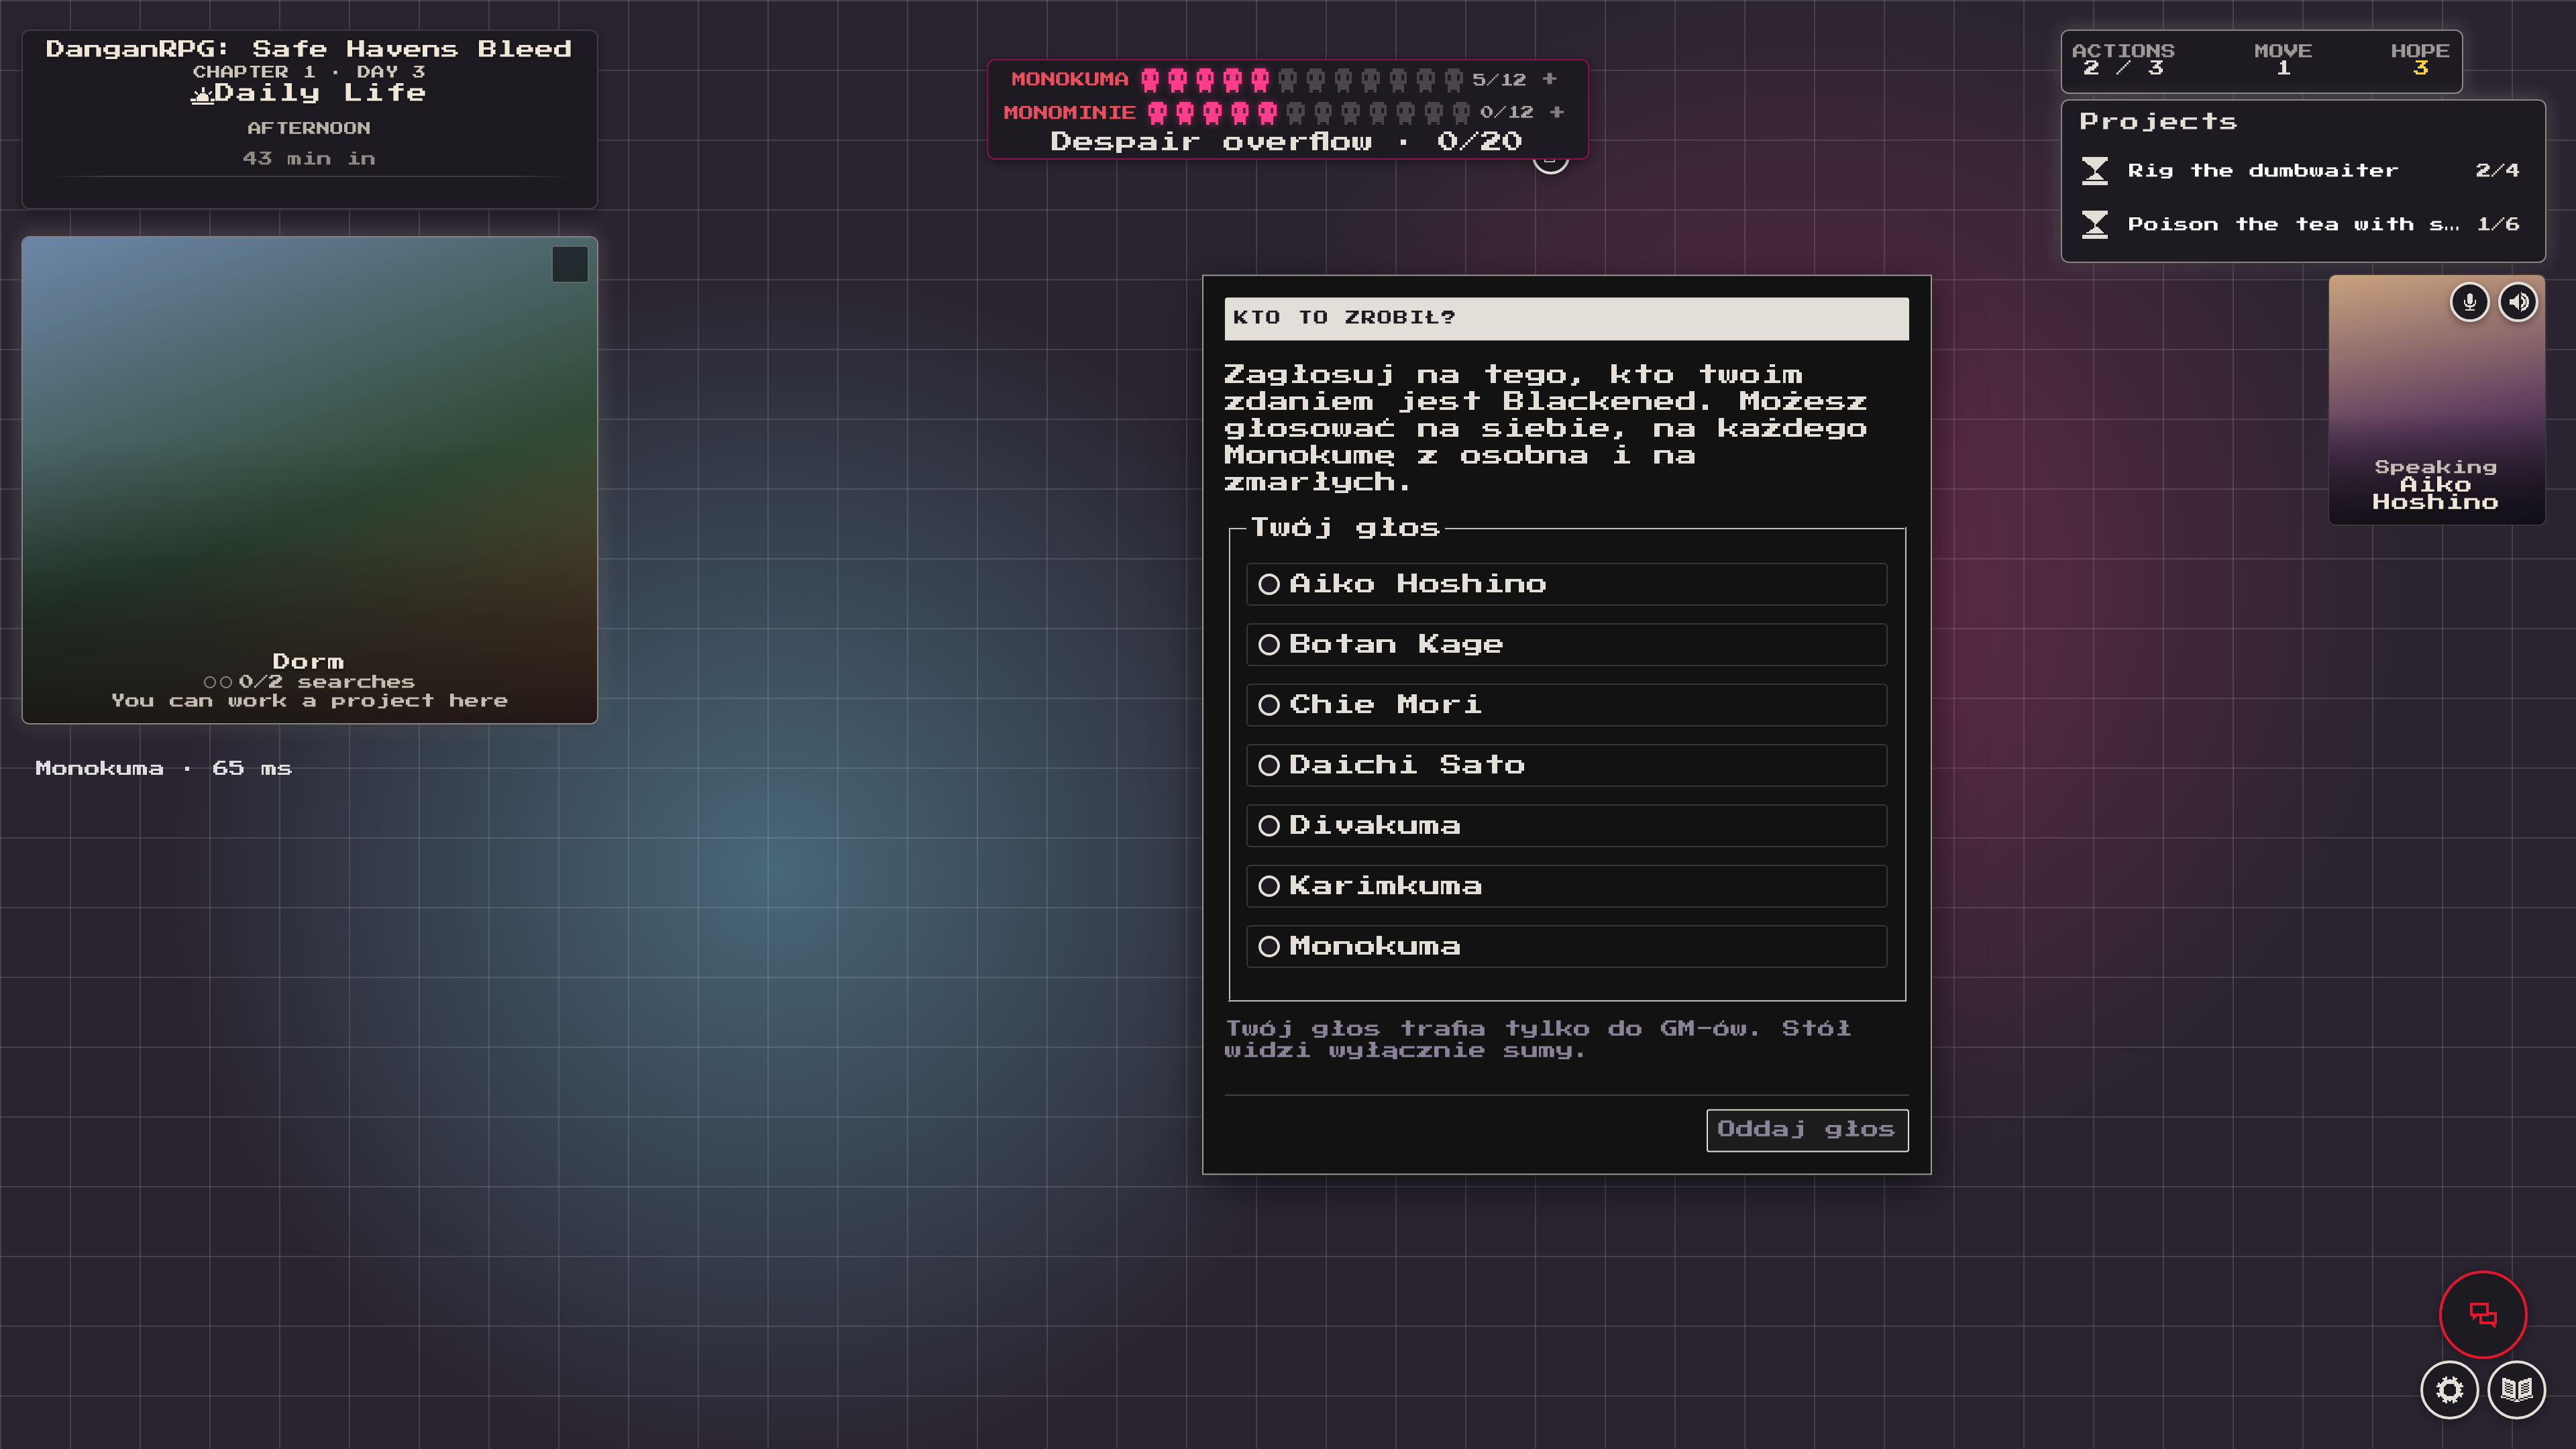 DanganRPG: Safe Havens Bleed
CHAPTER 1 · DAY 3
Daily Life
AFTERNOON
43 min in
MONOKUMA 5/12 +
MONOMINIE 0/12 +
Despair overflow · 0/20
ACTIONS MOVE HOPE
2 / 3 1 3
Projects
Rig the dumbwaiter 2/4
Poison the tea with s… 1/6
Speaking
Aiko
Hoshino
Dorm
0/2 searches
You can work a project here
Monokuma · 65 ms
KTO TO ZROBIŁ?
Zagłosuj na tego, kto twoim
zdaniem jest Blackened. Możesz
głosować na siebie, na każdego
Monokumę z osobna i na
zmarłych.
Twój głos
Aiko Hoshino
Botan Kage
Chie Mori
Daichi Sato
Divakuma
Karimkuma
Monokuma
Twój głos trafia tylko do GM-ów. Stół
widzi wyłącznie sumy.
Oddaj głos